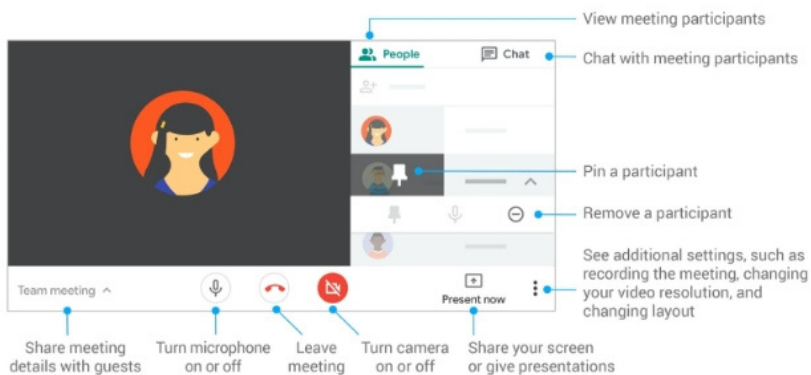 View meeting participants
People
Chat
Chat with meeting participants
Pin a participant
Remove a participant
See additional settings, such as
recording the meeting, changing
your video resolution, and
changing layout
Team meeting
Present now
Share meeting
details with guests
Turn microphone
on or off
Leave
meeting
Turn camera
on or off
Share your screen
or give presentations